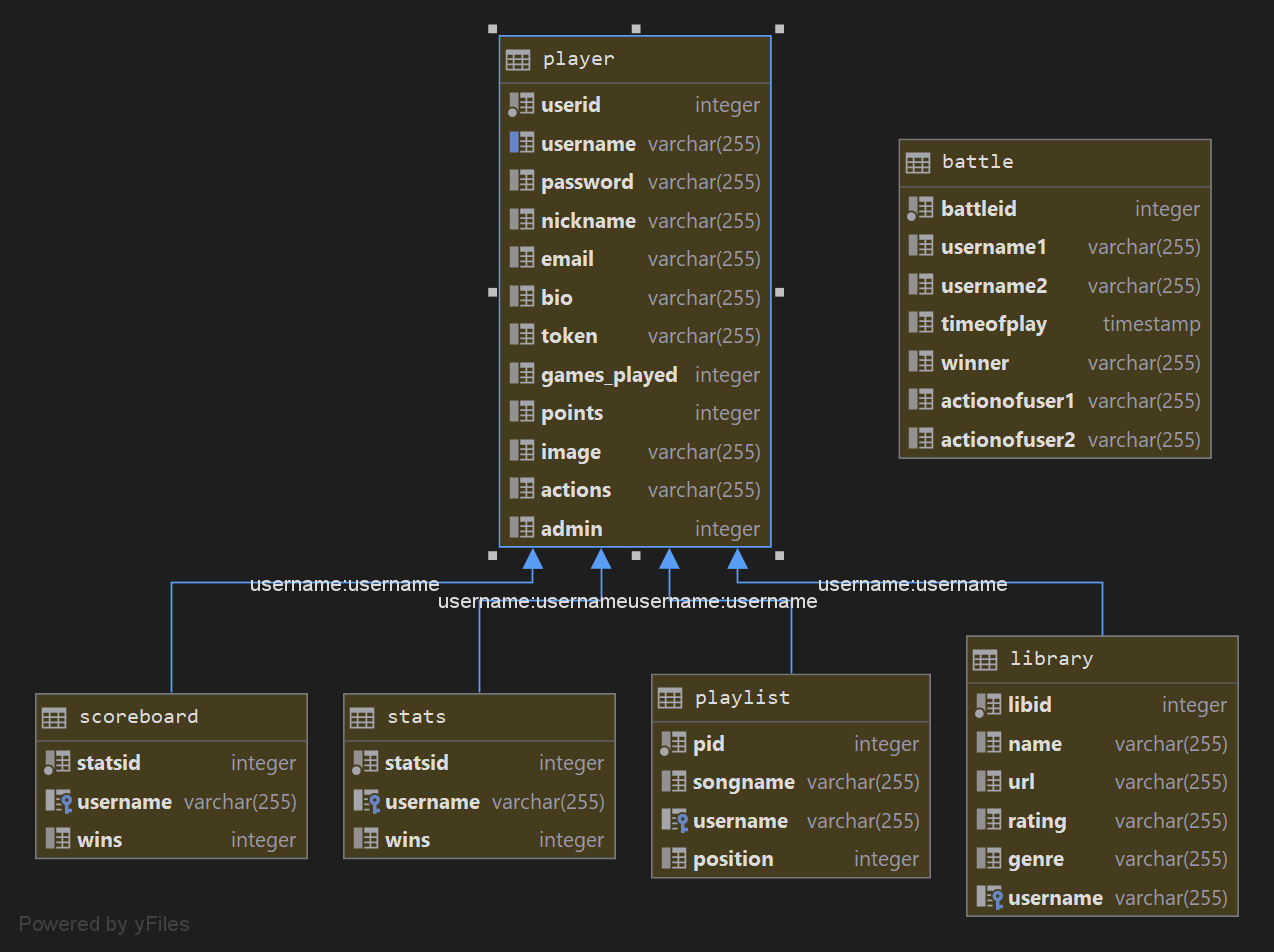 player
userid integer
username varchar(255)
password varchar(255)
nickname varchar(255)
email varchar(255)
bio varchar(255)
token varchar(255)
games_played integer
points integer
image varchar(255)
actions varchar(255)
admin integer
battle
battleid integer
username1 varchar(255)
username2 varchar(255)
timeofplay timestamp
winner varchar(255)
actionofuser1 varchar(255)
actionofuser2 varchar(255)
username:username
username:username
username:username
username:username
scoreboard
statsid integer
username varchar(255)
wins integer
stats
statsid integer
username varchar(255)
wins integer
playlist
pid integer
songname varchar(255)
username varchar(255)
position integer
library
libid integer
name varchar(255)
url varchar(255)
rating varchar(255)
genre varchar(255)
username varchar(255)
Powered by yFiles